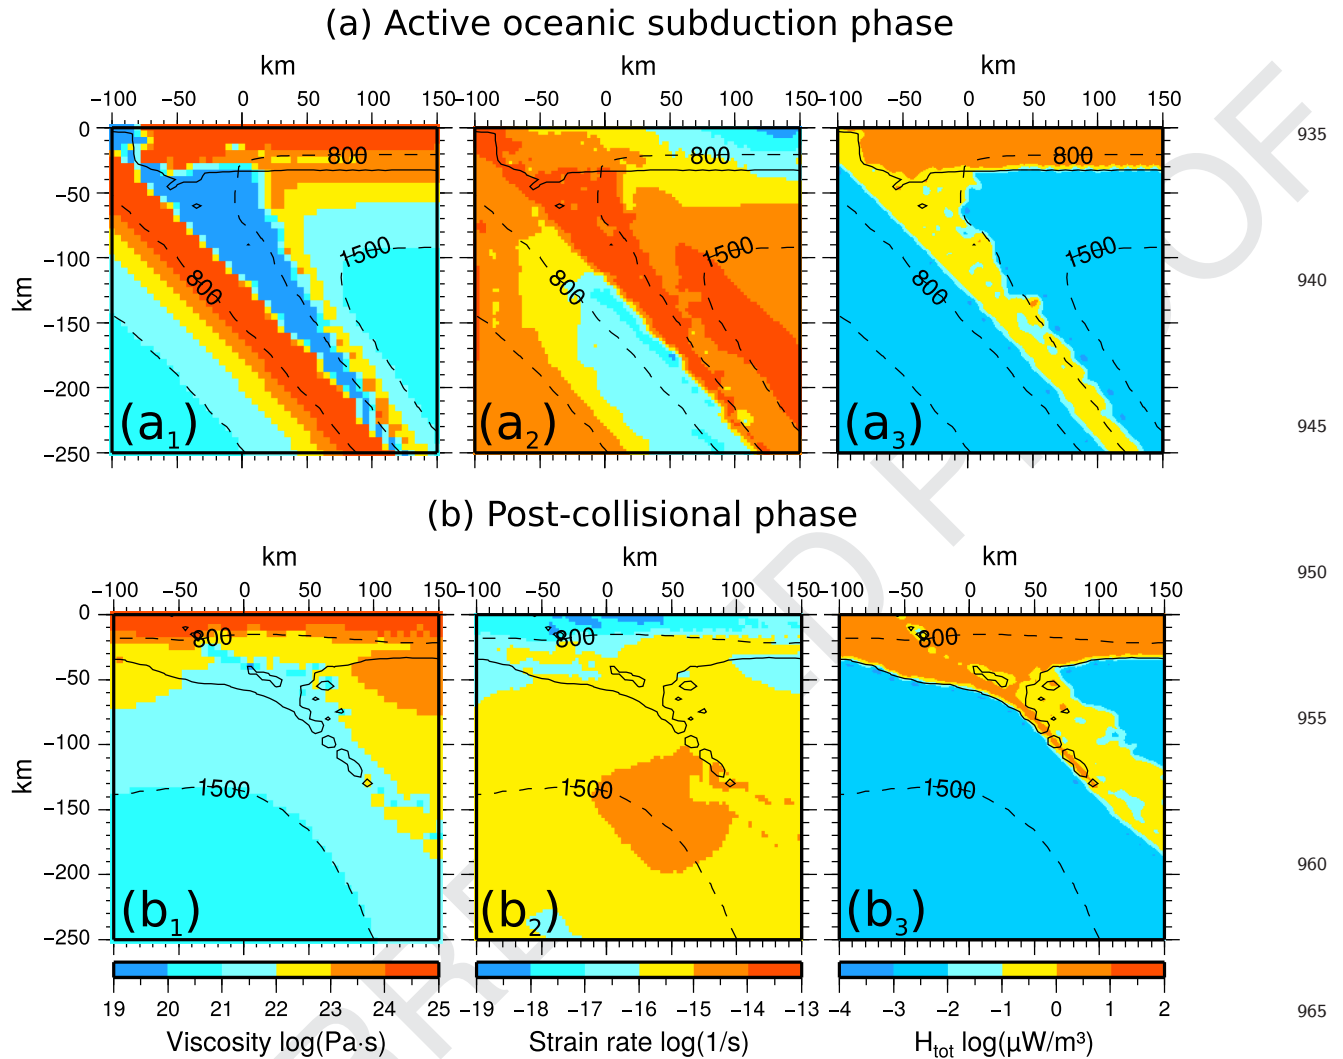 (a) Active oceanic subduction phase
km km km
−100 −50 0 50 100 150 −100 −50 0 50 100 150 −100 −50 0 50 100 150
0
−50
−100
−150
−200
−250
km
800
1500
800
(a1)
800
1500
800
(a2)
800
1500
800
(a3)
935
940
945
(b) Post-collisional phase
km km km
−100 −50 0 50 100 150 −100 −50 0 50 100 150 −100 −50 0 50 100 150
0
−50
−100
−150
−200
−250
km
800
1500
(b1)
800
1500
(b2)
800
1500
(b3)
950
955
960
965
19 20 21 22 23 24 25
Viscosity log(Pa·s)
−19 −18 −17 −16 −15 −14 −13
Strain rate log(1/s)
−4 −3 −2 −1 0 1 2
Htot log(μW/m³)